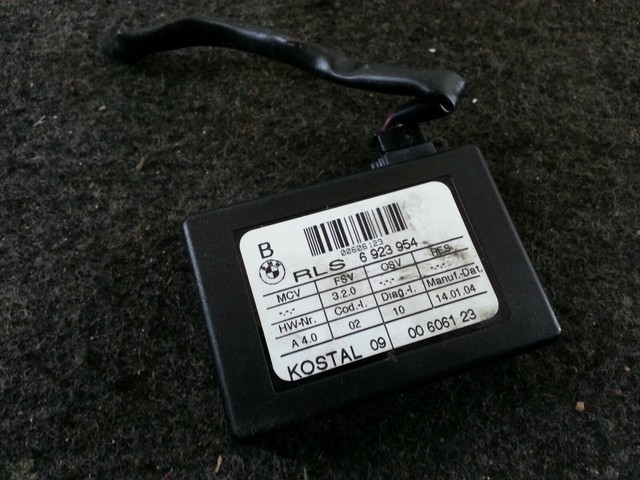 B
00606123
BMW
RLS 6 923 954
MCV FSV OSV RES
-.-.- 3.2.0 -.-.- -.-.-
HW-Nr. Cod.-I. Diag.-I. Manuf.-Dat.
A 4.0 02 10 14.01.04
KOSTAL 09 00 6061 23